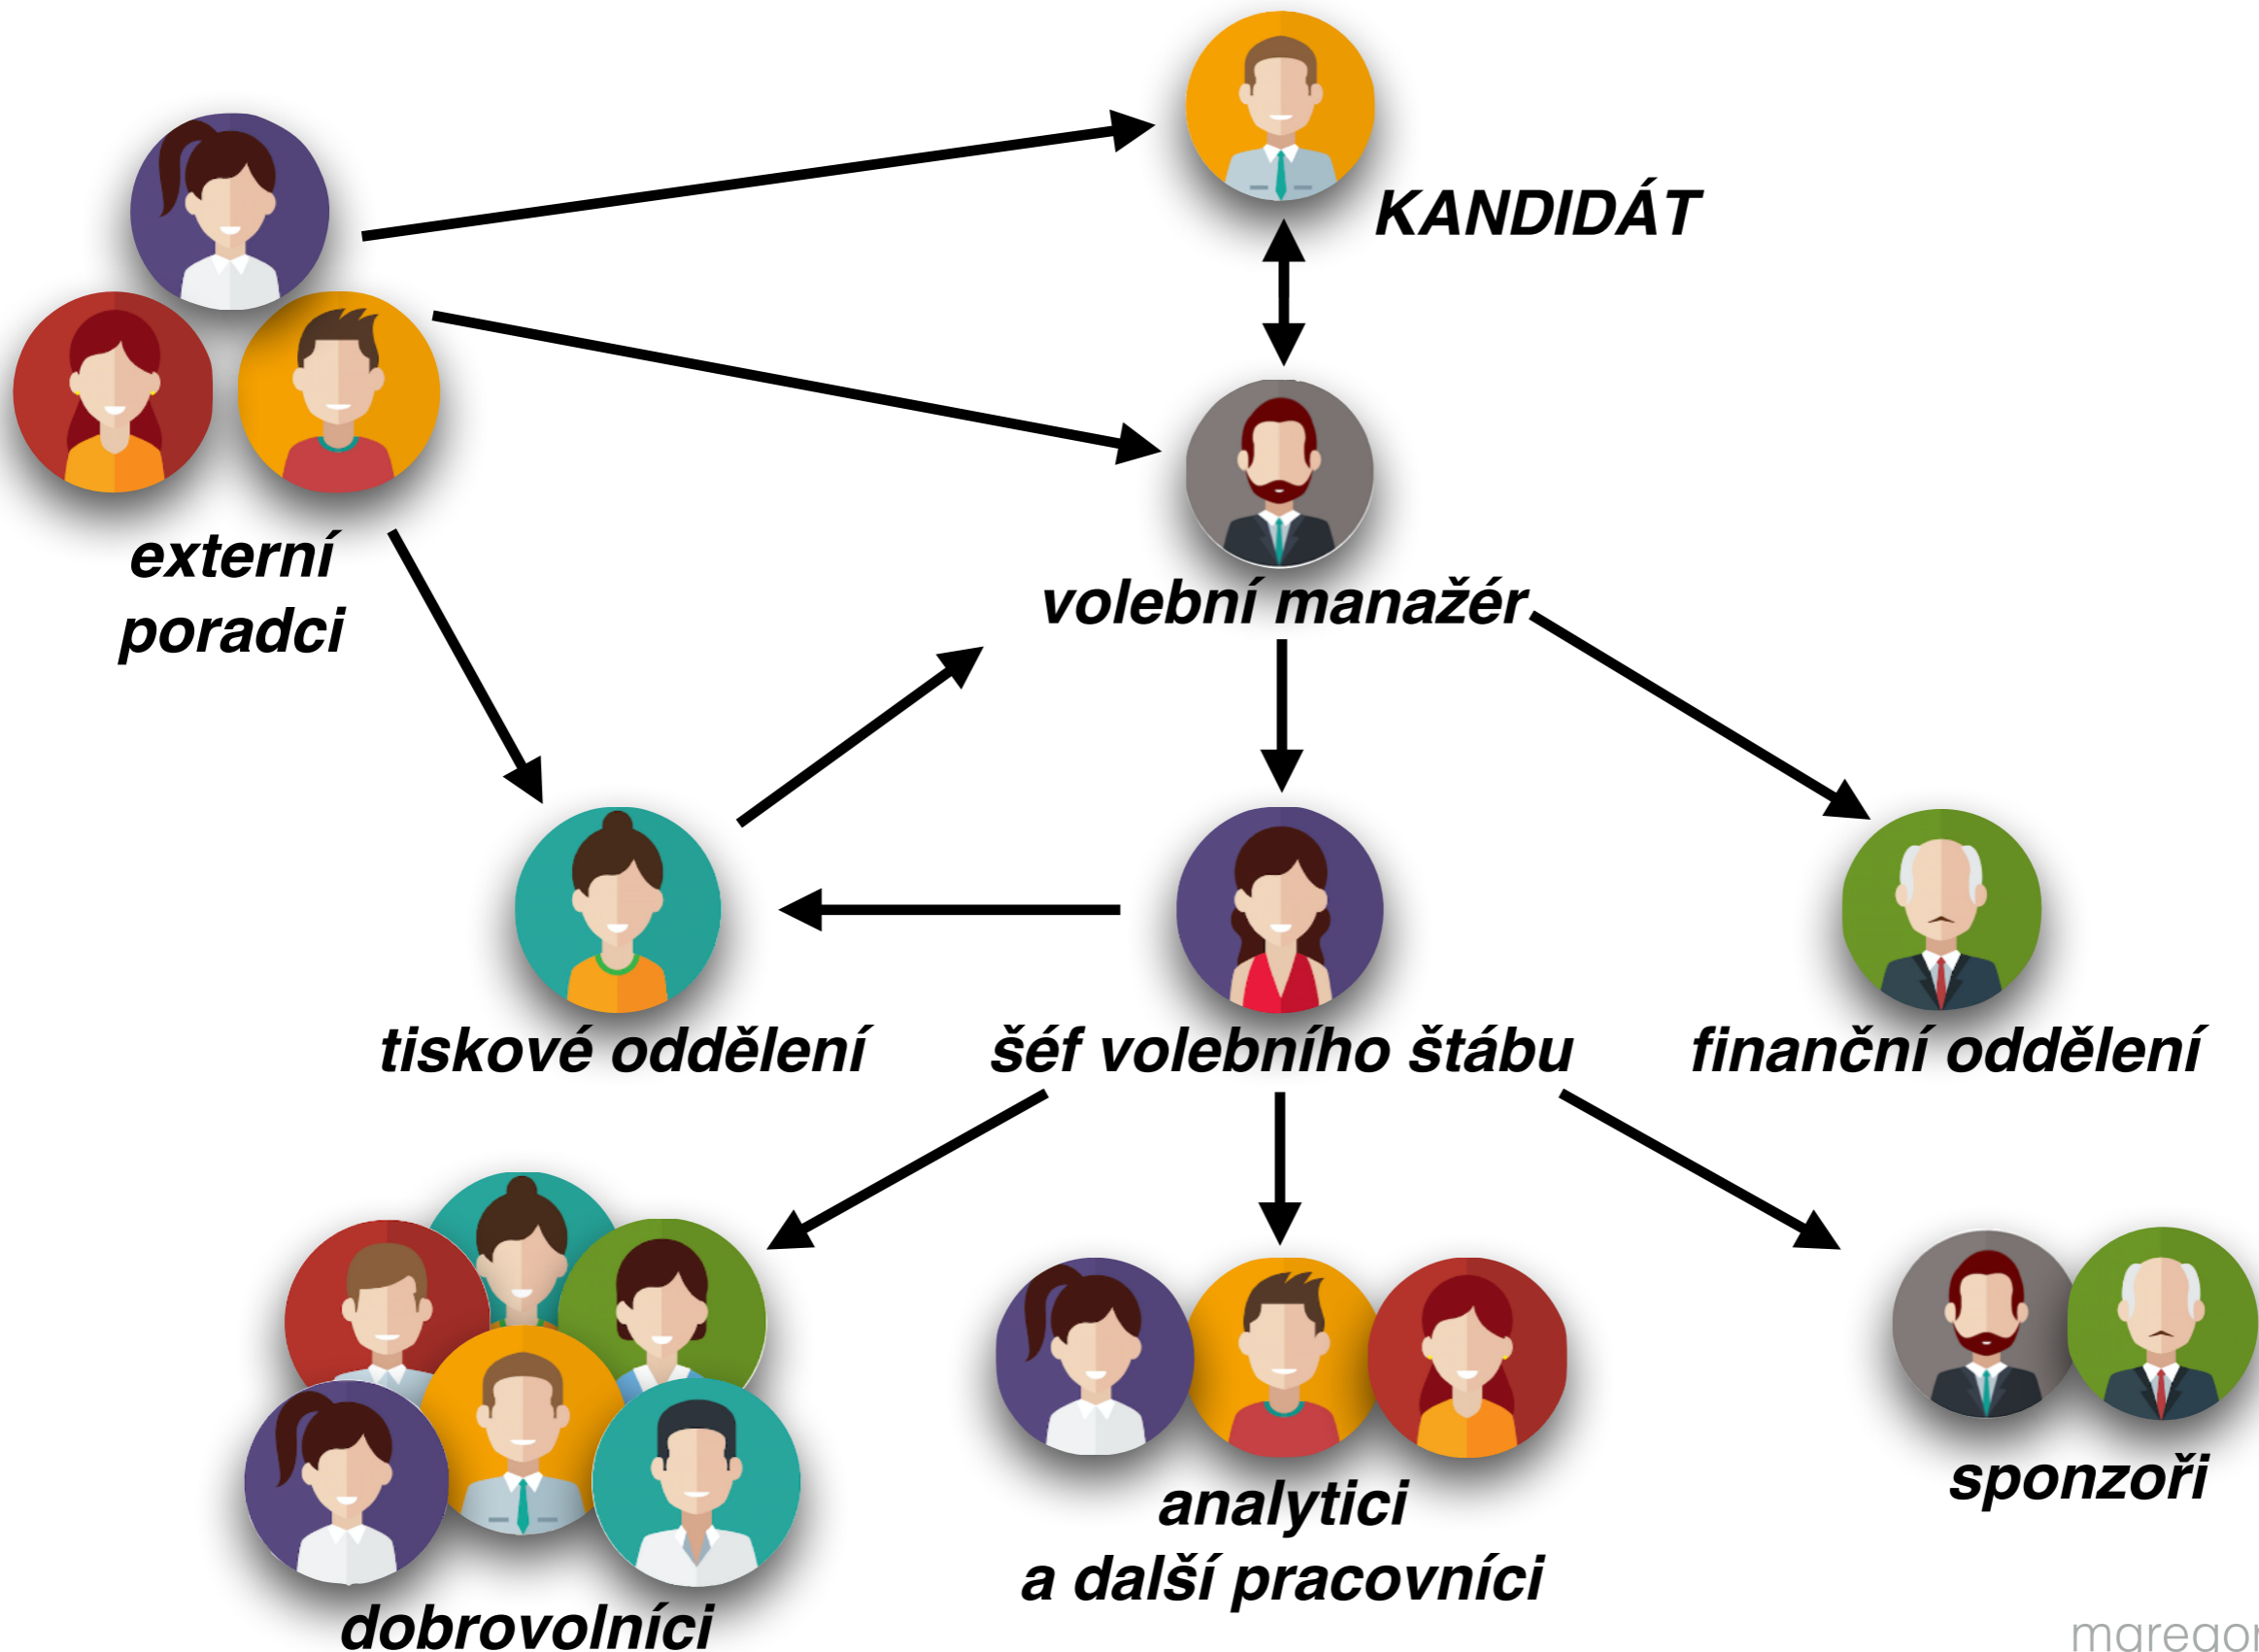 KANDIDÁT
externí
poradci
volební manažér
tiskové oddělení
šéf volebního štábu
finanční oddělení
sponzoři
analytici
a další pracovníci
dobrovolníci